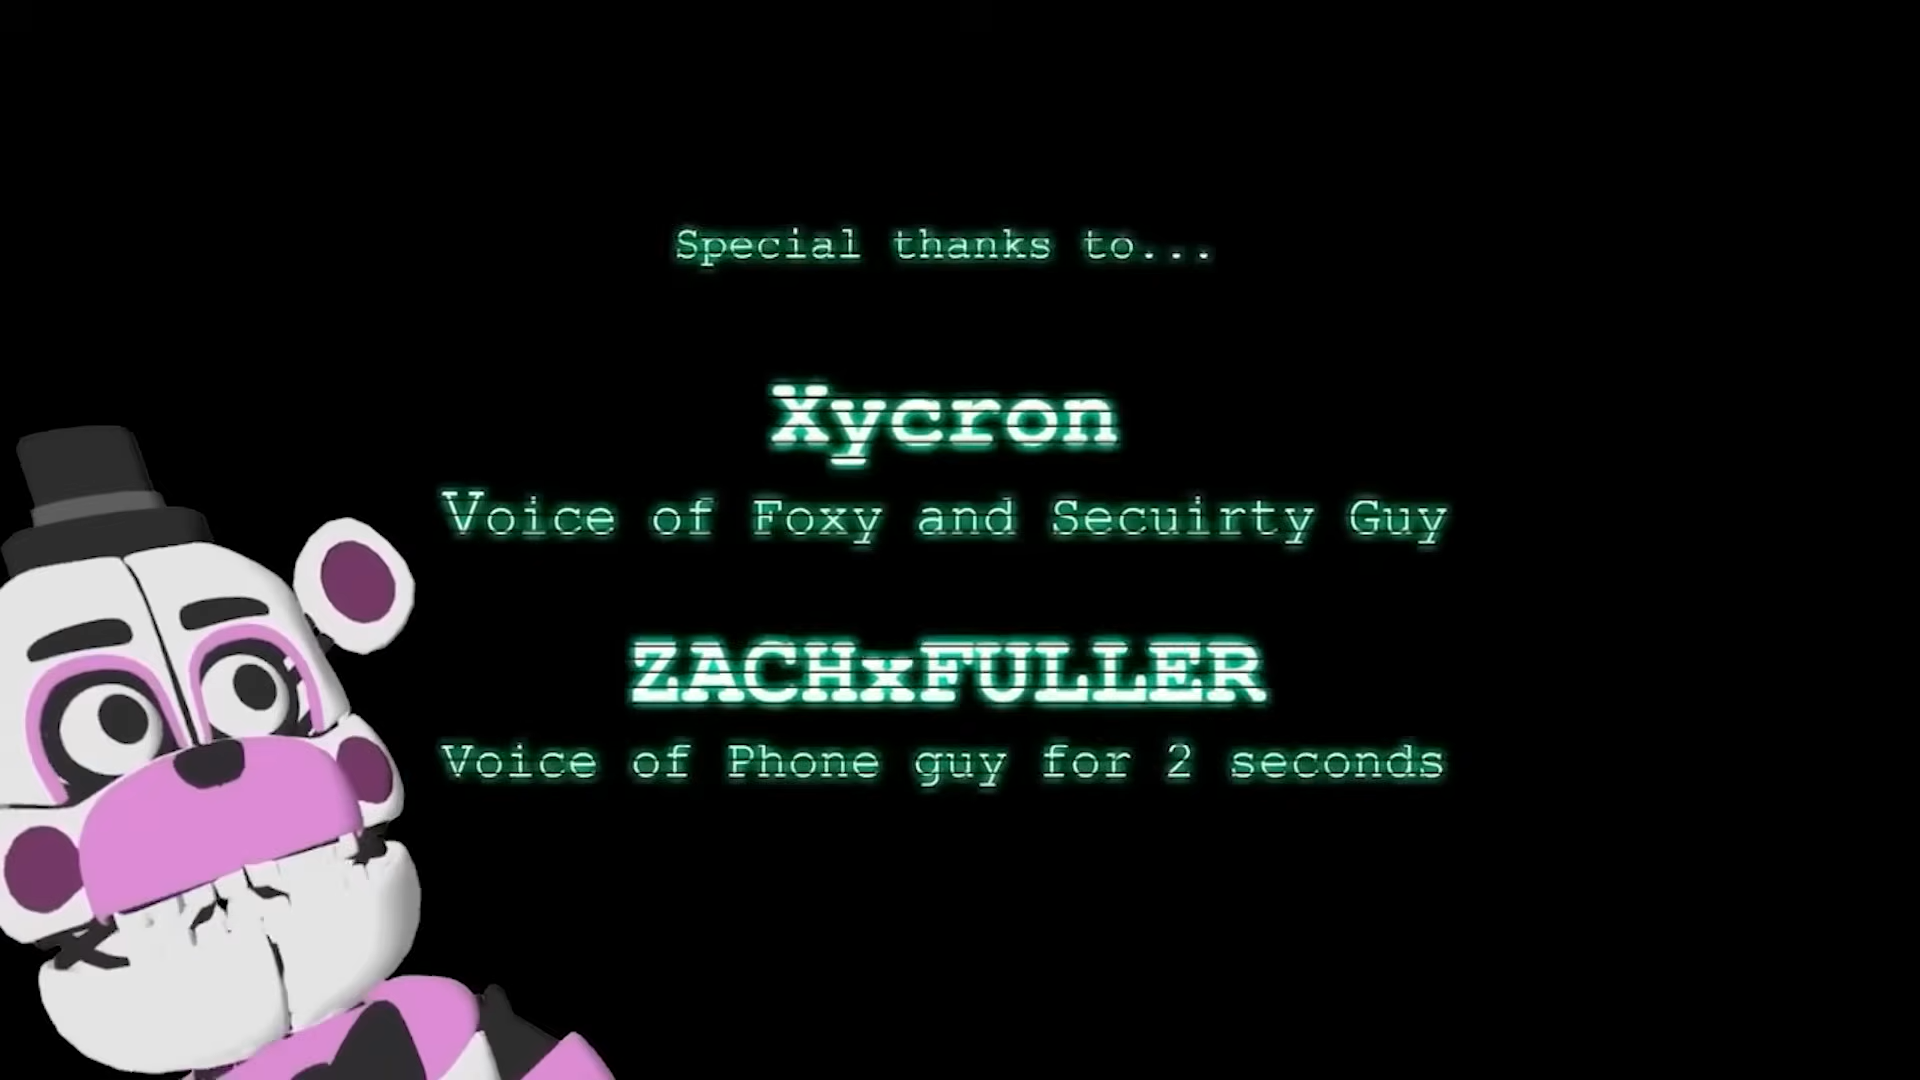 Special thanks to...
Xycron
Voice of Foxy and Secuirty Guy
ZACHxFULLER
Voice of Phone guy for 2 seconds